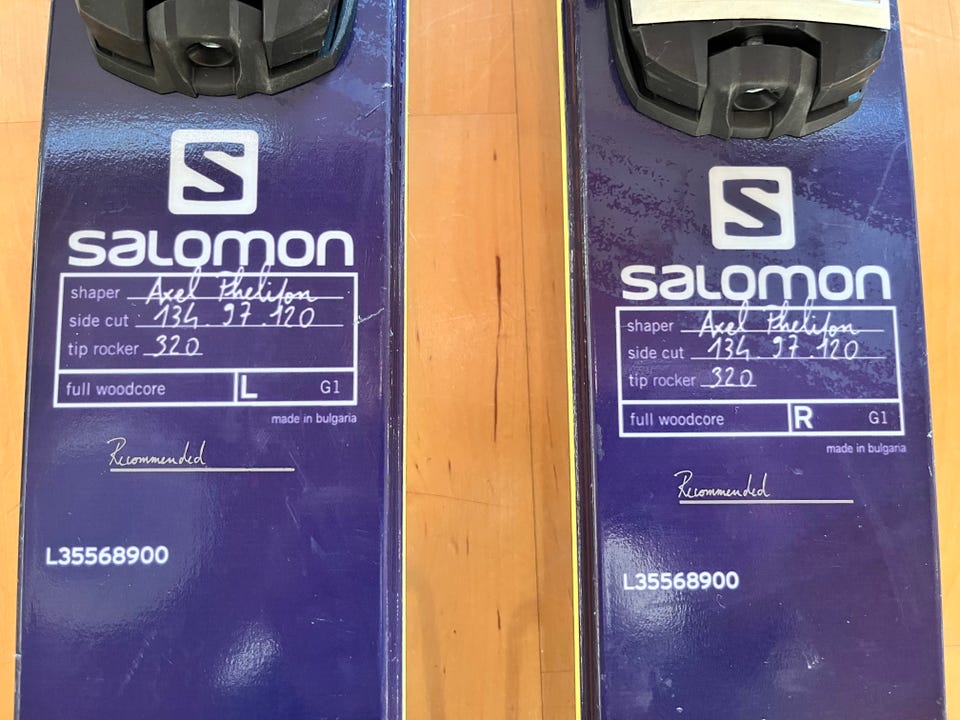 S
salomon
shaper Axel Phelifon
side cut 134.97.120
tip rocker 320
full woodcore L G1
made in bulgaria
Recommended
L35568900
S
salomon
shaper Axel Phelifon
side cut 134.97.120
tip rocker 320
full woodcore R G1
made in bulgaria
Recommended
L35568900